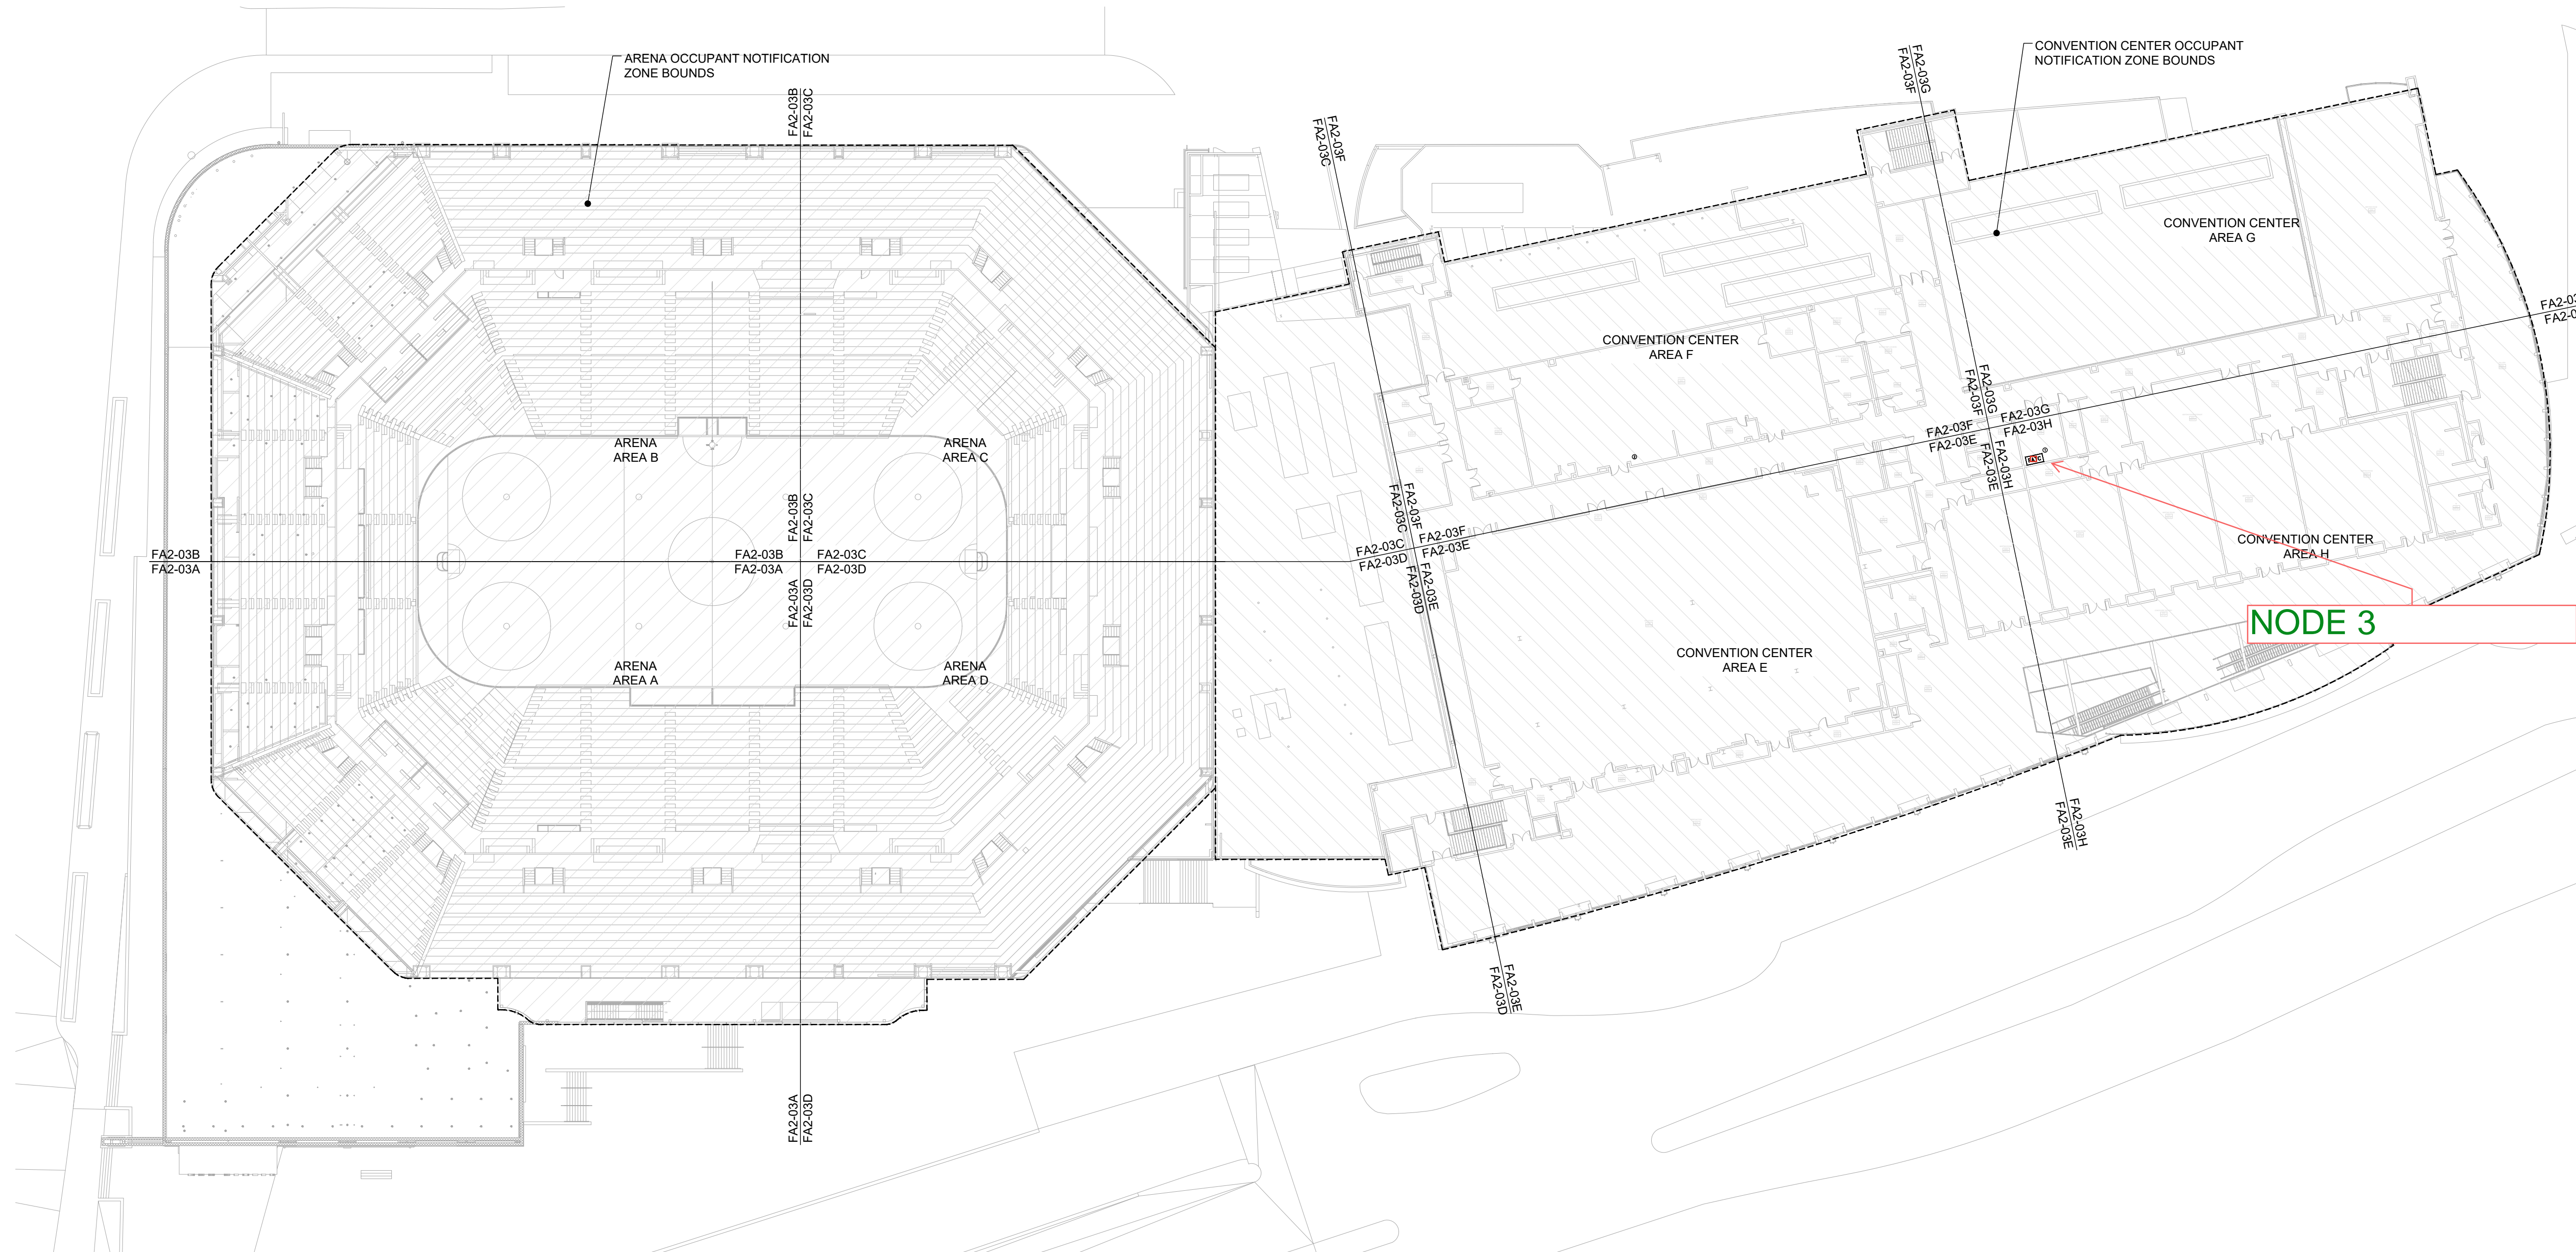 ARENA OCCUPANT NOTIFICATION
ZONE BOUNDS
CONVENTION CENTER OCCUPANT
NOTIFICATION ZONE BOUNDS
FA2-03B
FA2-03C
FA2-03F
FA2-03C
FA2-03G
FA2-03F
CONVENTION CENTER
AREA G
CONVENTION CENTER
AREA F
FA2-03G
FA2-03F
FA2-03F
FA2-03E
FA2-03G
FA2-03H
FA2-03H
FA2-03E
ARENA
AREA B
ARENA
AREA C
FA2-03B
FA2-03C
FA2-03F
FA2-03C
FA2-03B
FA2-03A
FA2-03B
FA2-03A
FA2-03C
FA2-03D
FA2-03C
FA2-03D
FA2-03F
FA2-03E
CONVENTION CENTER
AREA H
FA2-03A
FA2-03D
FA2-03E
FA2-03D
NODE 3
ARENA
AREA A
ARENA
AREA D
CONVENTION CENTER
AREA E
FA2-03H
FA2-03E
FA2-03E
FA2-03D
FA2-03A
FA2-03D